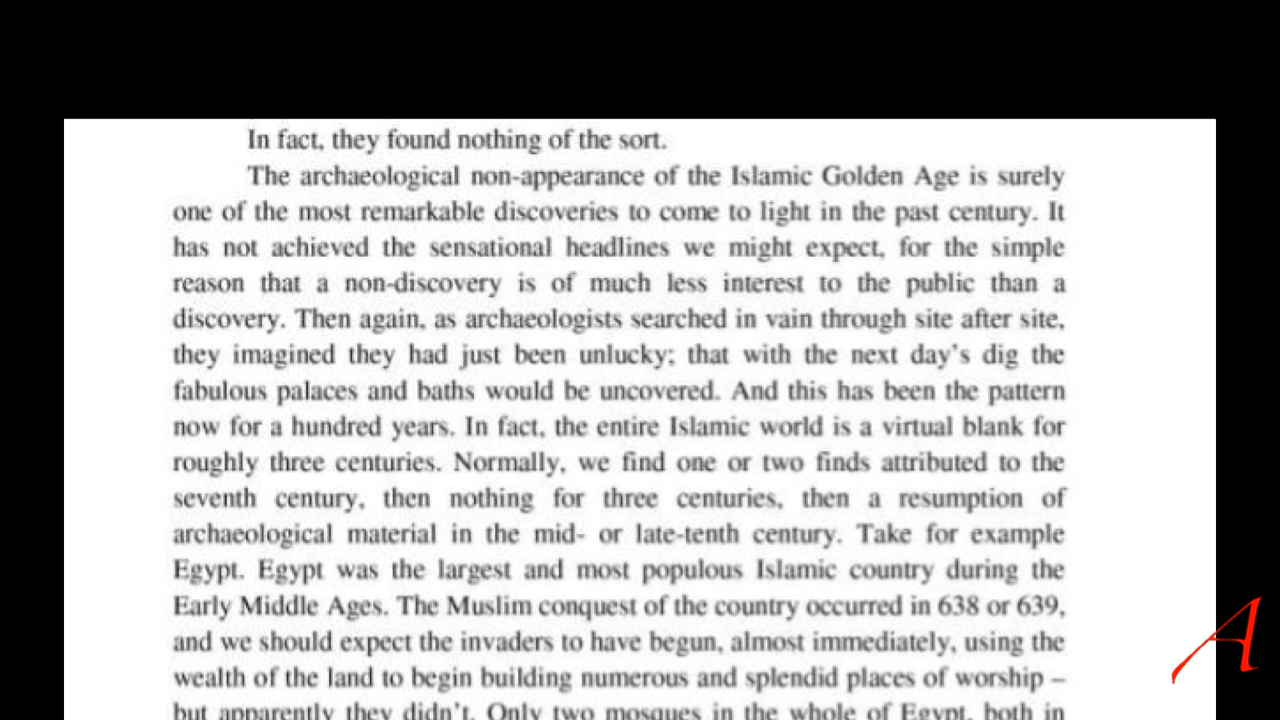 In fact, they found nothing of the sort.
The archaeological non-appearance of the Islamic Golden Age is surely
one of the most remarkable discoveries to come to light in the past century. It
has not achieved the sensational headlines we might expect, for the simple
reason that a non-discovery is of much less interest to the public than a
discovery. Then again, as archaeologists searched in vain through site after site,
they imagined they had just been unlucky; that with the next day's dig the
fabulous palaces and baths would be uncovered. And this has been the pattern
now for a hundred years. In fact, the entire Islamic world is a virtual blank for
roughly three centuries. Normally, we find one or two finds attributed to the
seventh century, then nothing for three centuries, then a resumption of
archaeological material in the mid- or late-tenth century. Take for example
Egypt. Egypt was the largest and most populous Islamic country during the
Early Middle Ages. The Muslim conquest of the country occurred in 638 or 639,
and we should expect the invaders to have begun, almost immediately, using the
wealth of the land to begin building numerous and splendid places of worship –
but apparently they didn't. Only two mosques in the whole of Egypt, both in
A